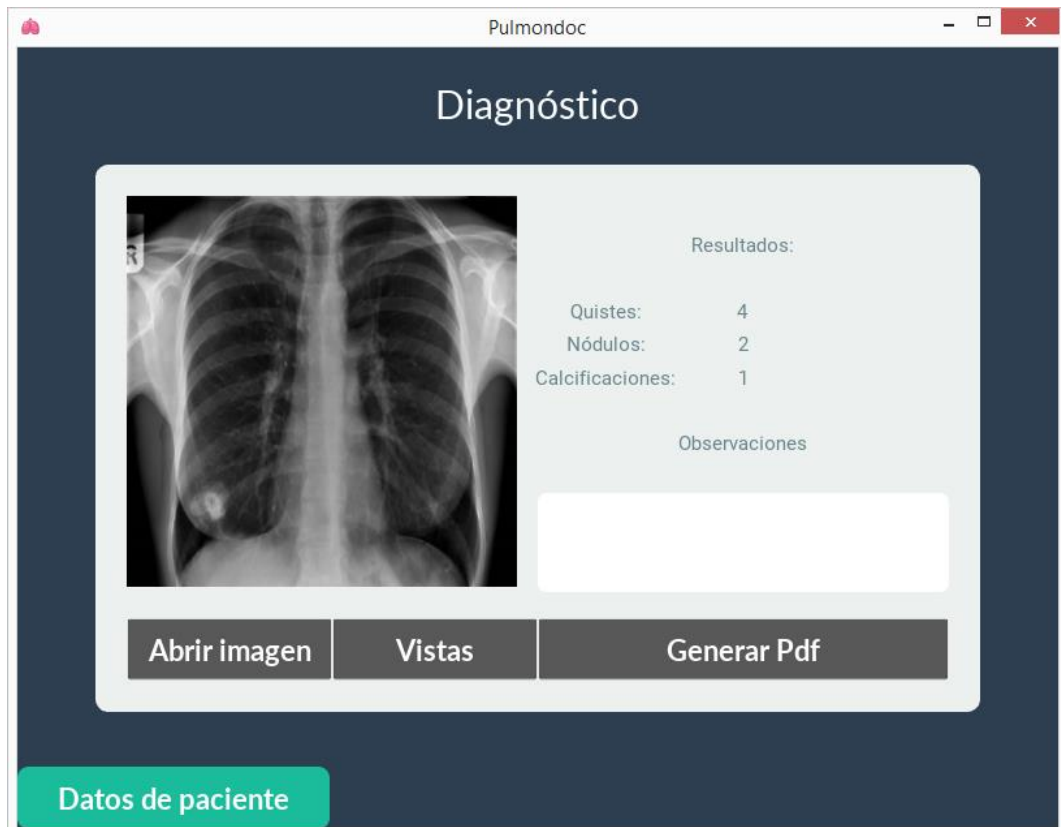 Pulmondoc
Diagnóstico
R
Resultados:
Quistes: 4
Nódulos: 2
Calcificaciones: 1
Observaciones
Abrir imagen
Vistas
Generar Pdf
Datos de paciente